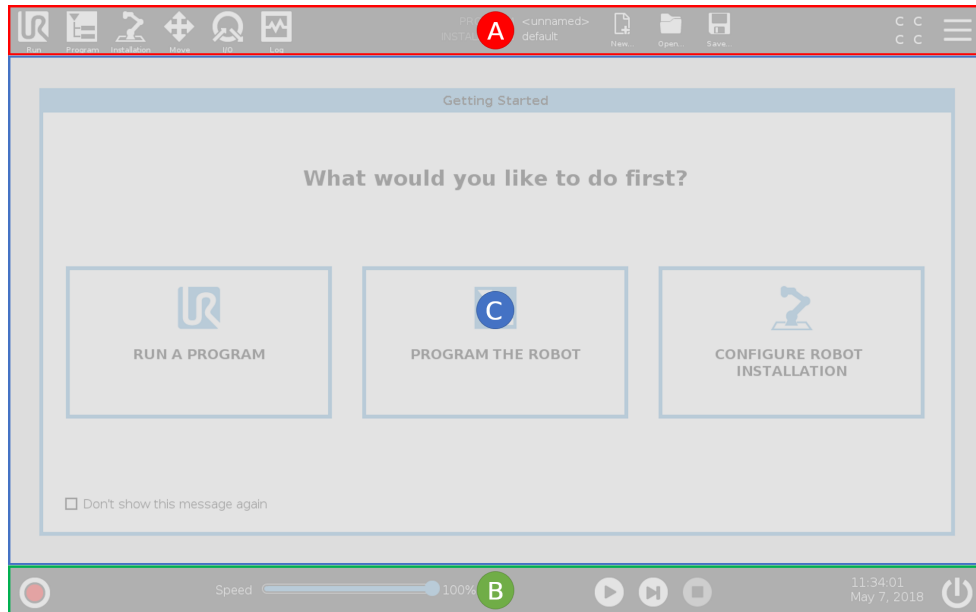 Run Program Installation Move I/O Log
<unnamed>
default
New... Open... Save...
C C
C C
A
Getting Started
What would you like to do first?
C
RUN A PROGRAM
PROGRAM THE ROBOT
CONFIGURE ROBOT
INSTALLATION
Don't show this message again
Speed 100%
B
11:34:01
May 7, 2018